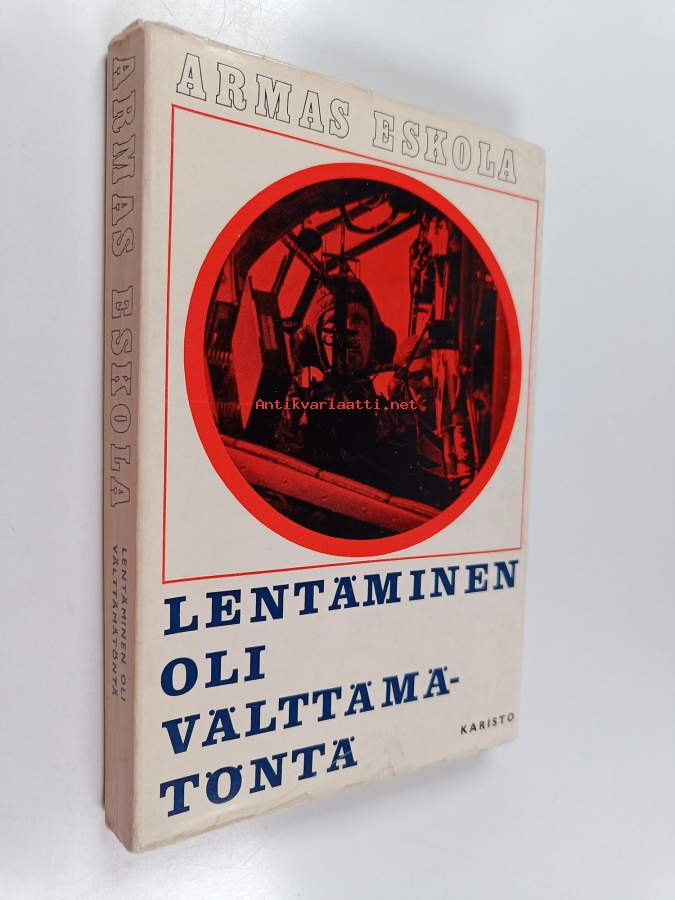 ARMAS ESKOLA
ARMAS ESKOLA
LENTÄMINEN OLI
VÄLTTÄMÄTÖNTÄ
Antikvariaatti.net
LENTÄMINEN
OLI
VÄLTTÄMÄ-
TÖNTÄ
KARISTO